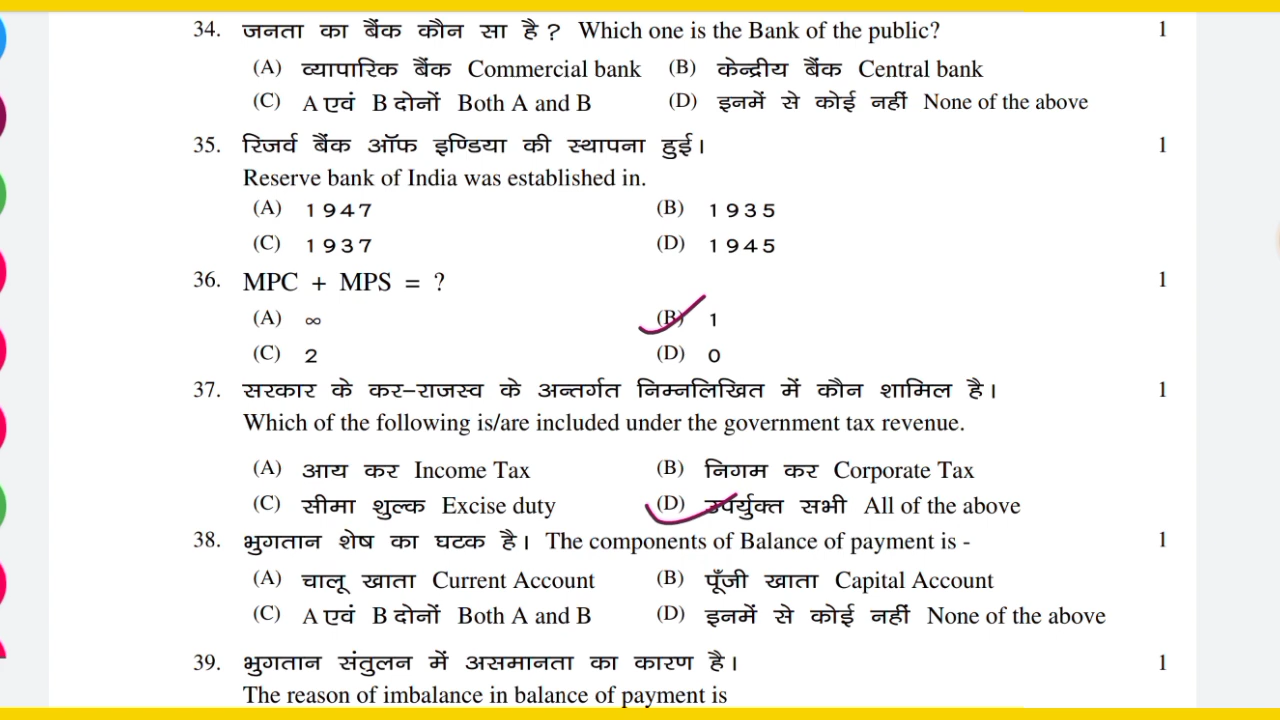 34. जनता का बैंक कौन सा है ? Which one is the Bank of the public? 1
(A) व्यापारिक बैंक Commercial bank (B) केन्द्रीय बैंक Central bank
(C) A एवं B दोनों Both A and B (D) इनमें से कोई नहीं None of the above
35. रिजर्व बैंक ऑफ इण्डिया की स्थापना हुई। 1
Reserve bank of India was established in.
(A) 1947 (B) 1935
(C) 1937 (D) 1945
36. MPC + MPS = ? 1
(A) ∞ (B) 1
(C) 2 (D) 0
37. सरकार के कर–राजस्व के अन्तर्गत निम्नलिखित में कौन शामिल है। 1
Which of the following is/are included under the government tax revenue.
(A) आय कर Income Tax (B) निगम कर Corporate Tax
(C) सीमा शुल्क Excise duty (D) उपर्युक्त सभी All of the above
38. भुगतान शेष का घटक है। The components of Balance of payment is - 1
(A) चालू खाता Current Account (B) पूँजी खाता Capital Account
(C) A एवं B दोनों Both A and B (D) इनमें से कोई नहीं None of the above
39. भुगतान संतुलन में असमानता का कारण है। 1
The reason of imbalance in balance of payment is